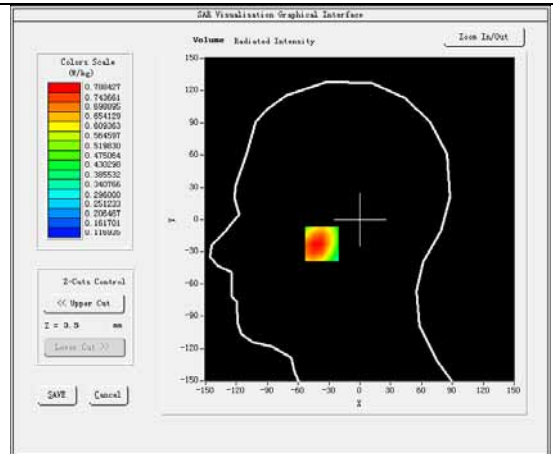 SAR Visualisation Graphical Interface
Volume Radiated Intensity
Zoom In/Out
Colors Scale
(W/kg)
0.788427
0.743661
0.698895
0.654129
0.609363
0.564597
0.519830
0.475064
0.430298
0.385532
0.340766
0.296000
0.251233
0.206467
0.161701
0.116935
Z-Cuts Control
<< Upper Cut
Z = 3.5 mm
Lower Cut >>
SAVE
Cancel
150-
120-
90-
60-
30-
0-
-30-
-60-
-90-
-120-
-150-
Y
-150 -120 -90 -60 -30 0 30 60 90 120 150
X